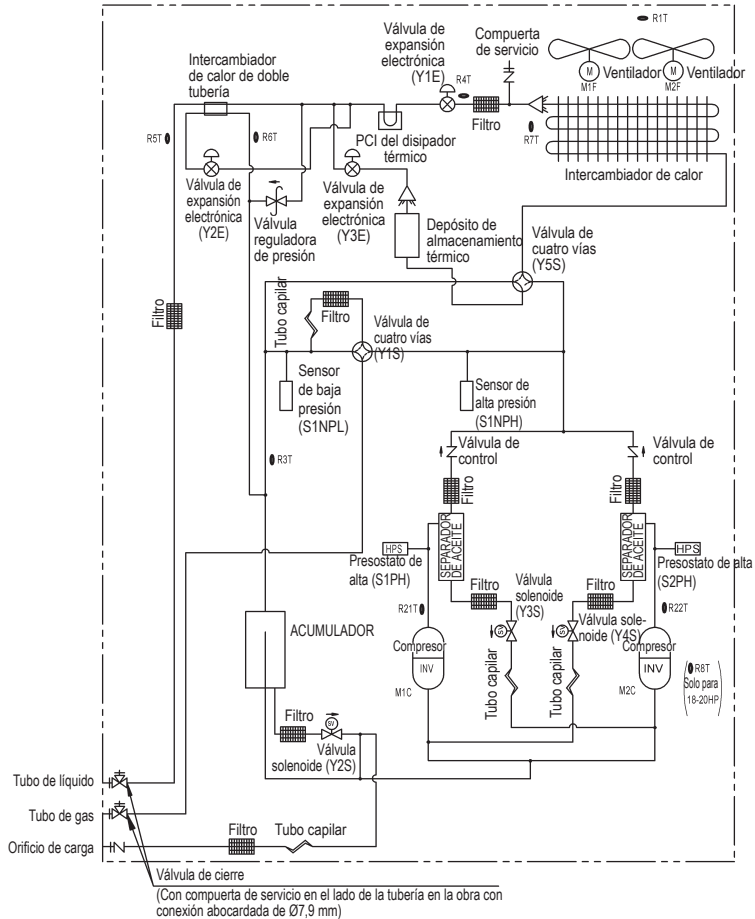 R1T
Compuerta
de servicio
Válvula de
expansión
electrónica
(Y1E)
R4T
Intercambiador
de calor de doble
tubería
M
Ventilador
M1F
M
Ventilador
M2F
Filtro
R7T
R5T
R6T
PCI del disipador
térmico
Intercambiador de calor
Válvula de
expansión
electrónica
(Y2E)
Válvula
reguladora
de presión
Válvula de
expansión
electrónica
(Y3E)
Depósito de
almacenamiento
térmico
Válvula de
cuatro vías
(Y5S)
Filtro
Tubo capilar
Filtro
Válvula de
cuatro vías
(Y1S)
Sensor
de baja
presión
(S1NPL)
Sensor de
alta presión
(S1NPH)
R3T
Válvula de
control
Válvula de
control
Filtro
Filtro
SEPARADOR
DE ACEITE
SEPARADOR
DE ACEITE
HPS
Presostato de
alta (S1PH)
HPS
Presostato de alta
(S2PH)
Filtro
Válvula
solenoide
(Y3S)
Filtro
R21T
R22T
SV
SV
Válvula sole-
noide (Y4S)
ACUMULADOR
Compresor
INV
M1C
Tubo capilar
Tubo capilar
Compresor
INV
M2C
R8T
Solo para
18-20HP
Filtro
SV
Válvula
solenoide (Y2S)
Tubo de líquido
Tubo de gas
Orificio de carga
Filtro
Tubo capilar
Válvula de cierre
(Con compuerta de servicio en el lado de la tubería en la obra con
conexión abocardada de Ø7,9 mm)